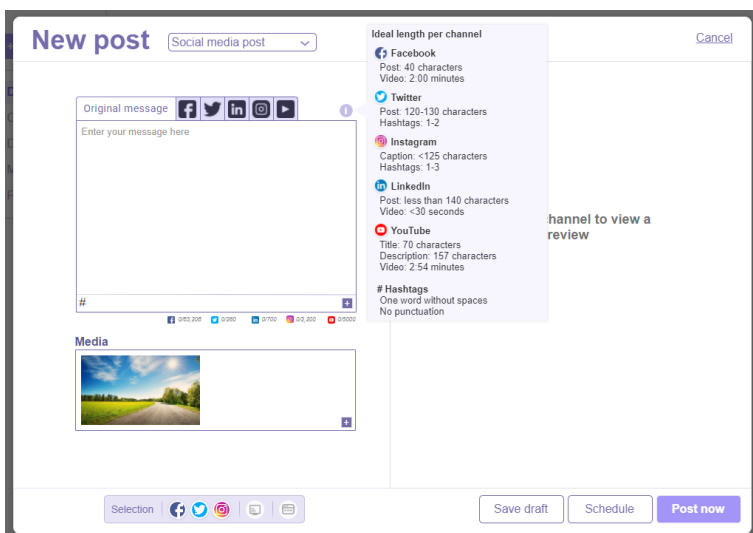 New post
Social media post
Cancel
Ideal length per channel
Facebook
Post: 40 characters
Video: 2:00 minutes
Twitter
Post: 120-130 characters
Hashtags: 1-2
Instagram
Caption: <125 characters
Hashtags: 1-3
LinkedIn
Post: less than 140 characters
Video: <30 seconds
YouTube
Title: 70 characters
Description: 157 characters
Video: 2:54 minutes
# Hashtags
One word without spaces
No punctuation
Original message
Enter your message here
#
0/63,206 0/280 0/700 0/2,200 0/5000
hannel to view a
review
Media
Selection
Save draft
Schedule
Post now